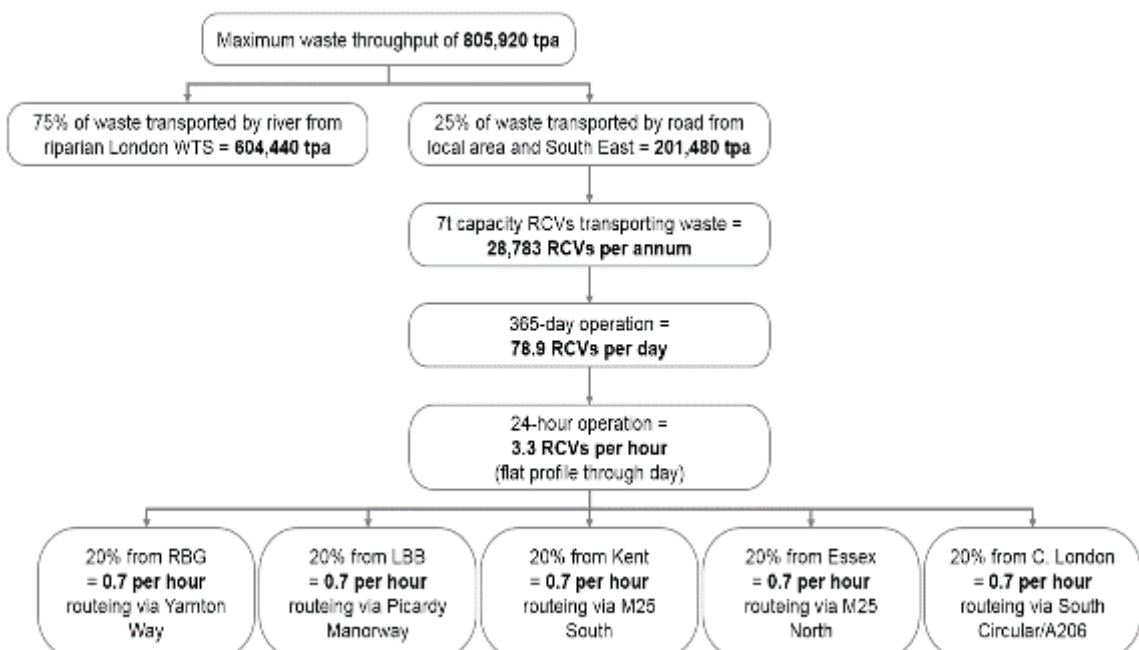 Maximum waste throughput of 805,920 tpa
75% of waste transported by river from
riparian London WTS = 604,440 tpa
25% of waste transported by road from
local area and South East = 201,480 tpa
7t capacity RCVs transporting waste =
28,783 RCVs per annum
365-day operation =
78.9 RCVs per day
24-hour operation =
3.3 RCVs per hour
(flat profile through day)
20% from RBG
= 0.7 per hour
routeing via Yarnton
Way
20% from LBB
= 0.7 per hour
routeing via Picardy
Manorway
20% from Kent
= 0.7 per hour
routeing via M25
South
20% from Essex
= 0.7 per hour
routeing via M25
North
20% from C. London
= 0.7 per hour
routeing via South
Circular/A206